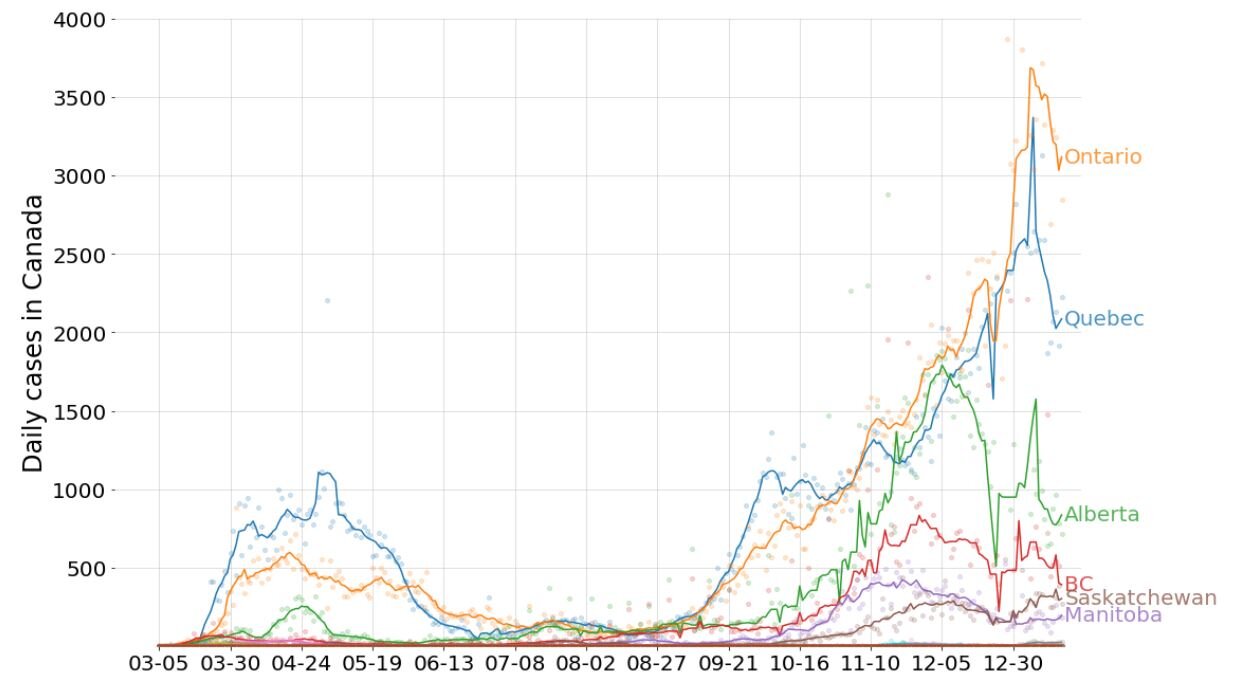 Daily cases in Canada
4000
3500
3000
2500
2000
1500
1000
500
Ontario
Quebec
Alberta
BC
Saskatchewan
Manitoba
03-05 03-30 04-24 05-19 06-13 07-08 08-02 08-27 09-21 10-16 11-10 12-05 12-30